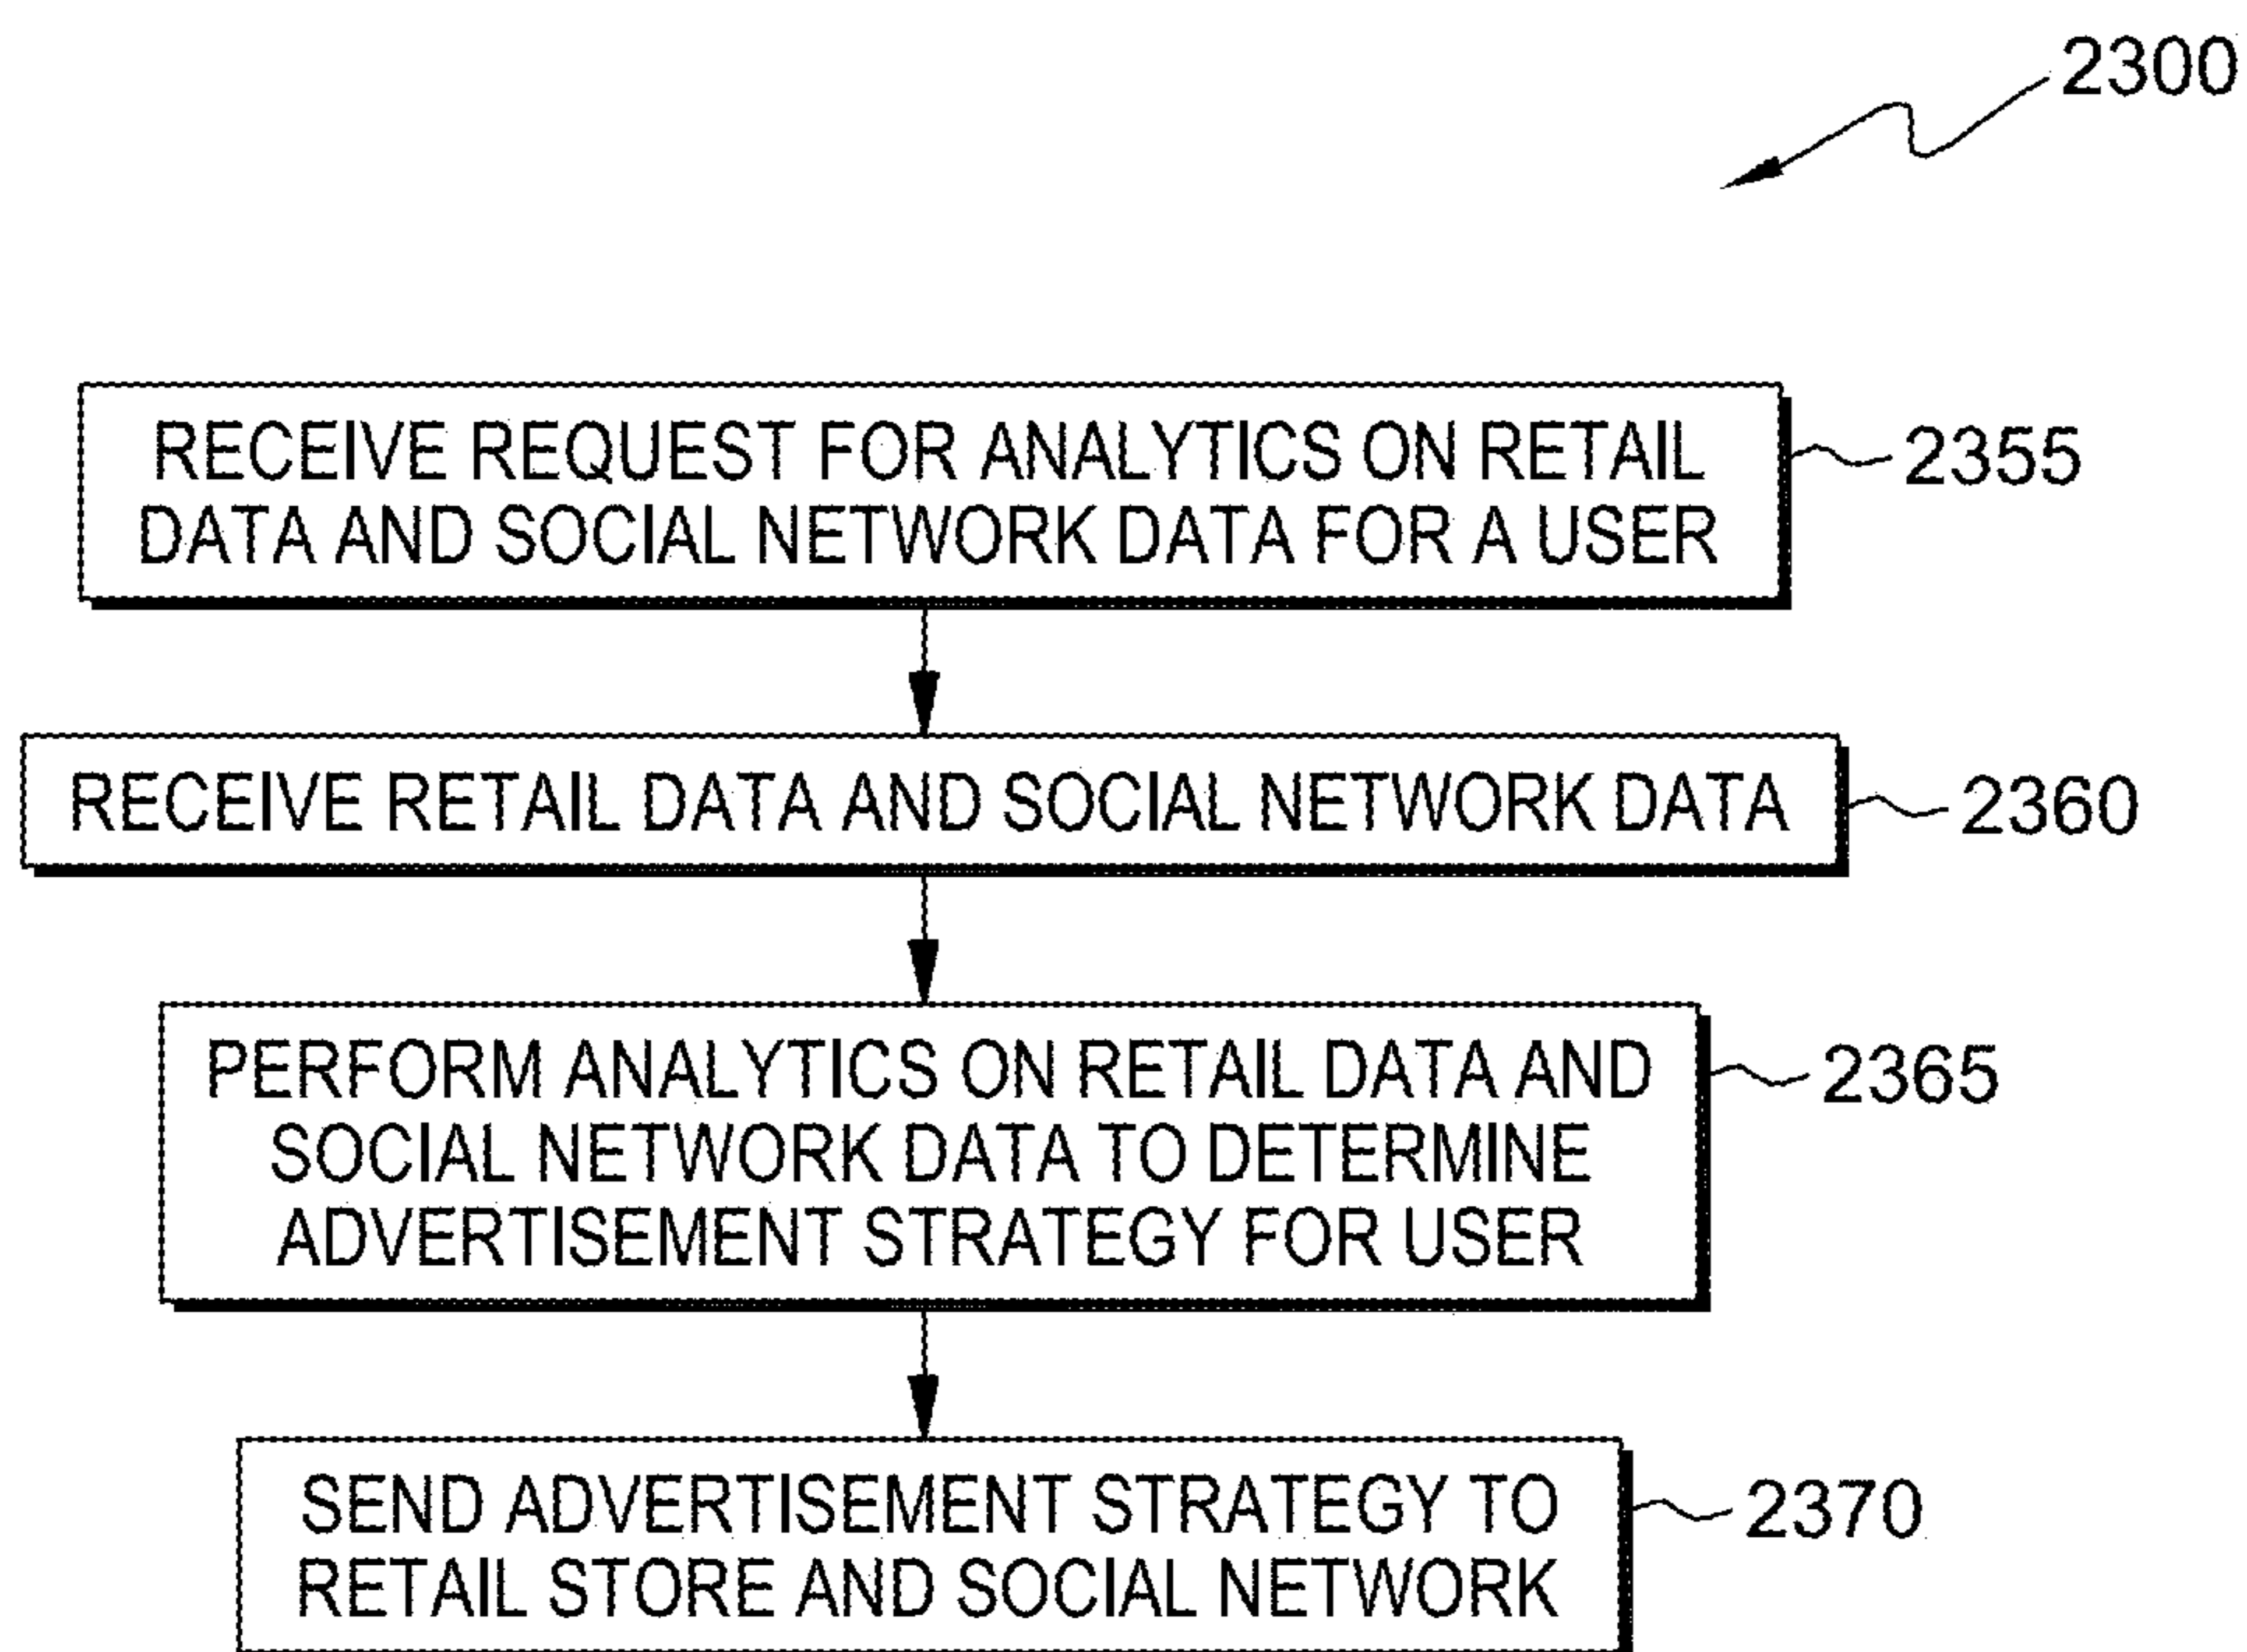 2300
RECEIVE REQUEST FOR ANALYTICS ON RETAIL
DATA AND SOCIAL NETWORK DATA FOR A USER
2355
RECEIVE RETAIL DATA AND SOCIAL NETWORK DATA
2360
PERFORM ANALYTICS ON RETAIL DATA AND
SOCIAL NETWORK DATA TO DETERMINE
ADVERTISEMENT STRATEGY FOR USER
2365
SEND ADVERTISEMENT STRATEGY TO
RETAIL STORE AND SOCIAL NETWORK
2370